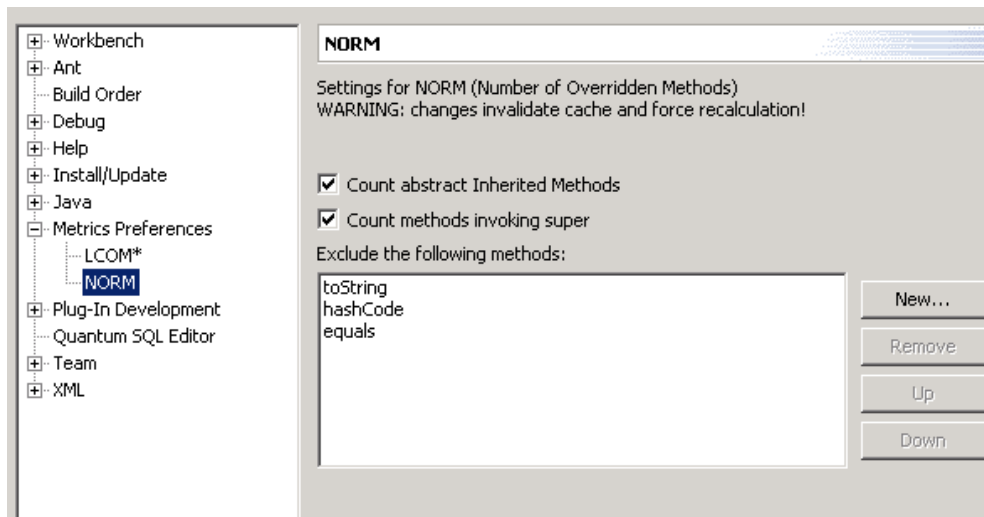 Workbench
Ant
Build Order
Debug
Help
Install/Update
Java
Metrics Preferences
LCOM*
NORM
Plug-In Development
Quantum SQL Editor
Team
XML
NORM
Settings for NORM (Number of Overridden Methods)
WARNING: changes invalidate cache and force recalculation!
Count abstract Inherited Methods
Count methods invoking super
Exclude the following methods:
toString
hashCode
equals
New...
Remove
Up
Down